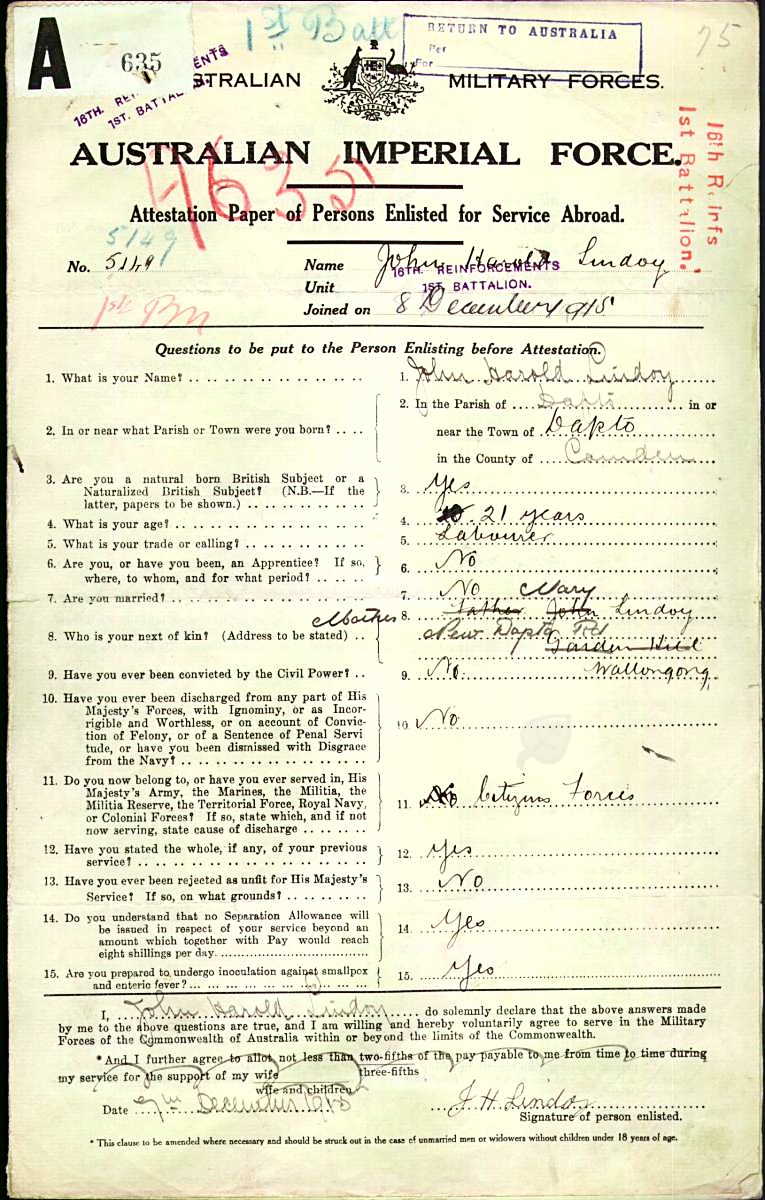 A
635
1st Batt
RETURN TO AUSTRALIA
Per
For
75
16TH. REINFORCEMENTS
1ST. BATTALION.
AUSTRALIAN MILITARY FORCES.
16th Reinfs
1st Battalion.
AUSTRALIAN IMPERIAL FORCE.
Attestation Paper of Persons Enlisted for Service Abroad.
5149
No. 5149
Name John Harold Lindoy
16TH. REINFORCEMENTS
Unit 1ST. BATTALION.
1st Bn
Joined on 8 December 1915
Questions to be put to the Person Enlisting before Attestation.
1. What is your Name? 1. John Harold Lindoy
2. In or near what Parish or Town were you born? 2. In the Parish of Dapto in or
near the Town of Dapto
in the County of Camden
3. Are you a natural born British Subject or a
Naturalized British Subject? (N.B.—If the
latter, papers to be shown.) 3. Yes
4. What is your age? 4. 21 years
5. What is your trade or calling? 5. Labourer
6. Are you, or have you been, an Apprentice? If so,
where, to whom, and for what period? 6. No
7. Are you married? 7. No
Mother Mary
8. Who is your next of kin? (Address to be stated) 8. Father John Lindoy
New Dapto Rd
Garden Hill
Wollongong
9. Have you ever been convicted by the Civil Power? 9. No
10. Have you ever been discharged from any part of His
Majesty's Forces, with Ignominy, or as Incor-
rigible and Worthless, or on account of Convic-
tion of Felony, or of a Sentence of Penal Servi
tude, or have you been dismissed with Disgrace
from the Navy? 10. No
11. Do you now belong to, or have you ever served in, His
Majesty's Army, the Marines, the Militia, the
Militia Reserve, the Territorial Force, Royal Navy,
or Colonial Forces? If so, state which, and if not
now serving, state cause of discharge 11. No Citizens Forces
12. Have you stated the whole, if any, of your previous
service? 12. Yes
13. Have you ever been rejected as unfit for His Majesty's
Service? If so, on what grounds? 13. No
14. Do you understand that no Separation Allowance will
be issued in respect of your service beyond an
amount which together with Pay would reach
eight shillings per day. 14. Yes
15. Are you prepared to undergo inoculation against smallpox
and enteric fever? 15. Yes
I, John Harold Lindoy do solemnly declare that the above answers made
by me to the above questions are true, and I am willing and hereby voluntarily agree to serve in the Military
Forces of the Commonwealth of Australia within or beyond the limits of the Commonwealth.
*And I further agree to allot not less than two-fifths of the pay payable to me from time to time during
three-fifths
my service for the support of my wife
wife and children.
Date December 1915 J H Lindoy
Signature of person enlisted.
* This clause to be amended where necessary and should be struck out in the case of unmarried men or widowers without children under 18 years of age.